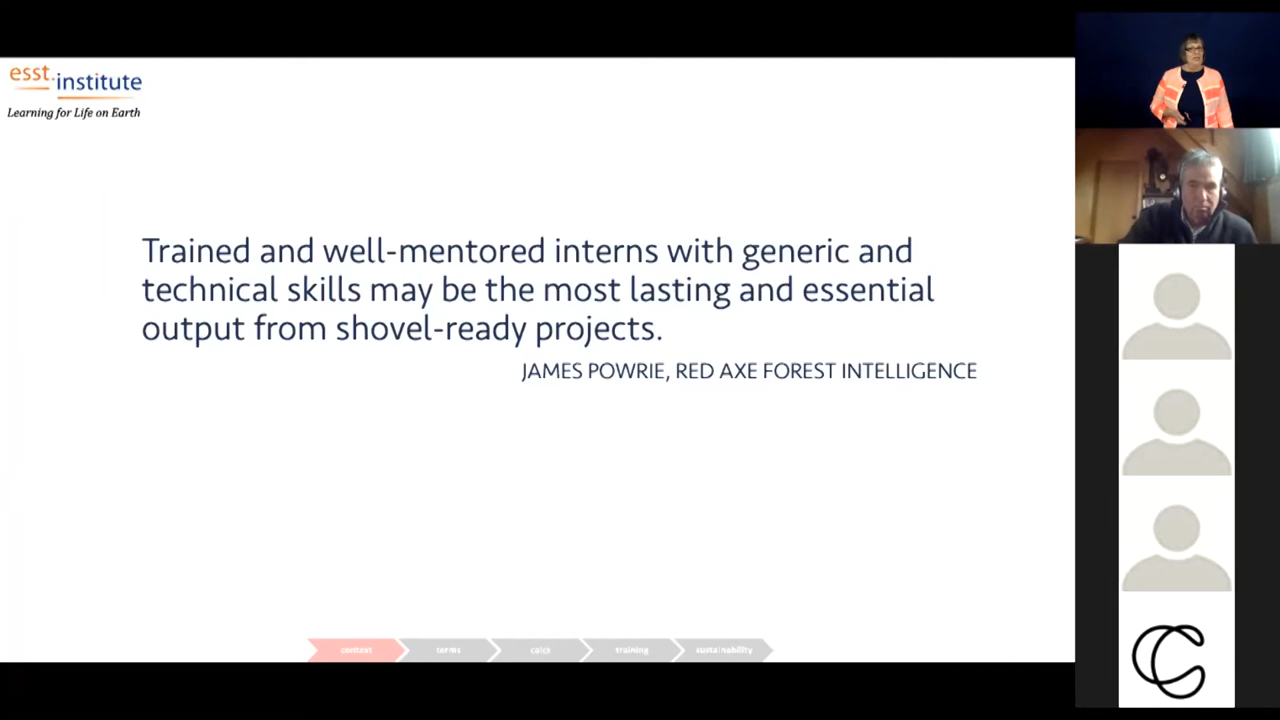 esst.institute
Learning for Life on Earth
Trained and well-mentored interns with generic and
technical skills may be the most lasting and essential
output from shovel-ready projects.
JAMES POWRIE, RED AXE FOREST INTELLIGENCE
context
terms
calcs
training
sustainability